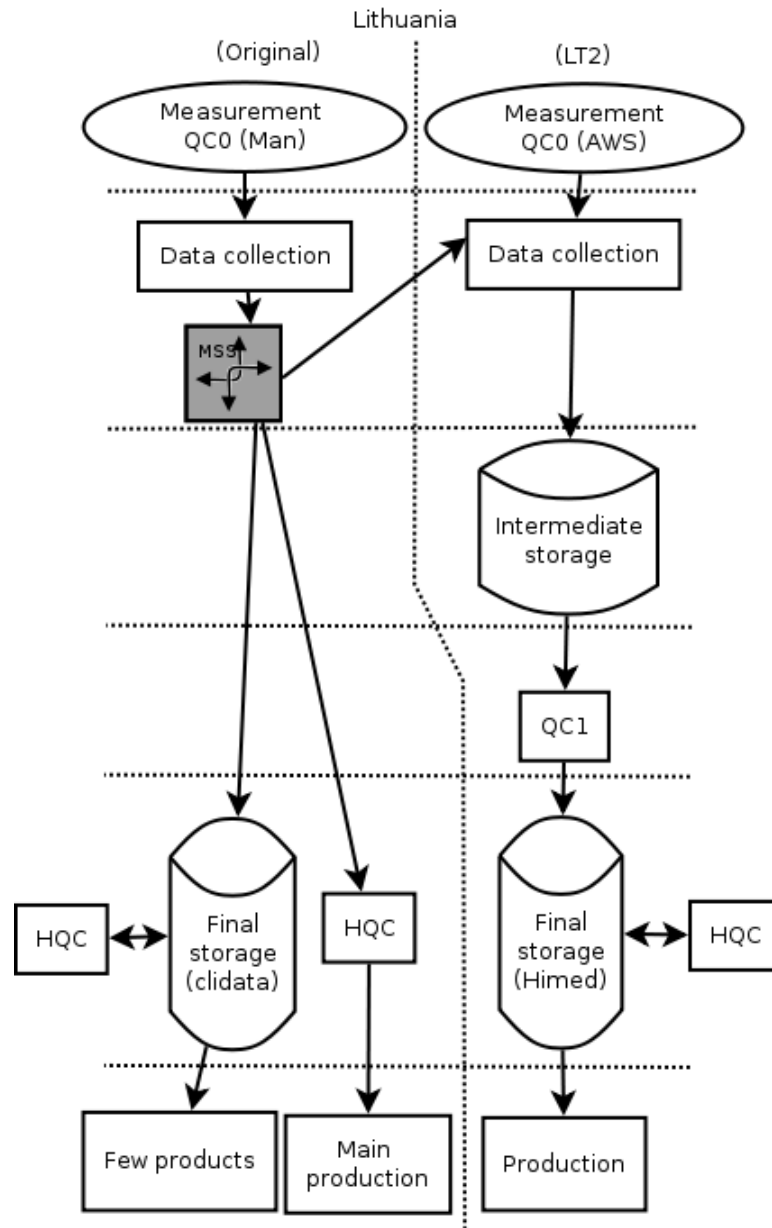 Lithuania
(Original)
(LT2)
Measurement
QC0 (Man)
Measurement
QC0 (AWS)
Data collection
Data collection
MSS
Intermediate
storage
QC1
HQC
Final
storage
(clidata)
HQC
Final
storage
(Himed)
HQC
Few products
Main
production
Production